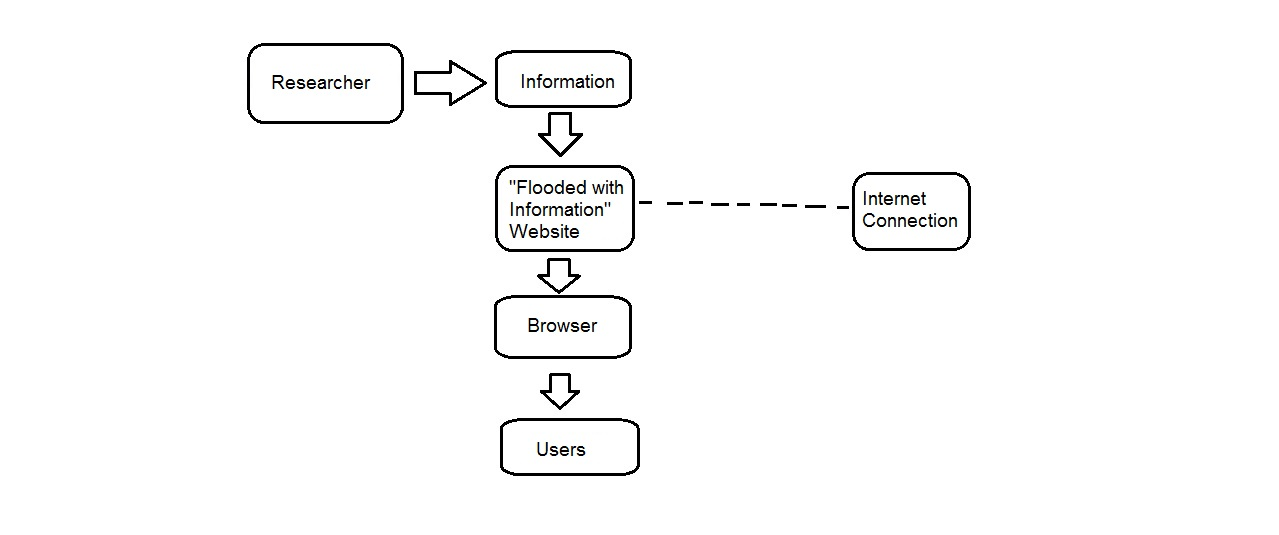 Researcher
Information
"Flooded with
Information"
Website
Internet
Connection
Browser
Users